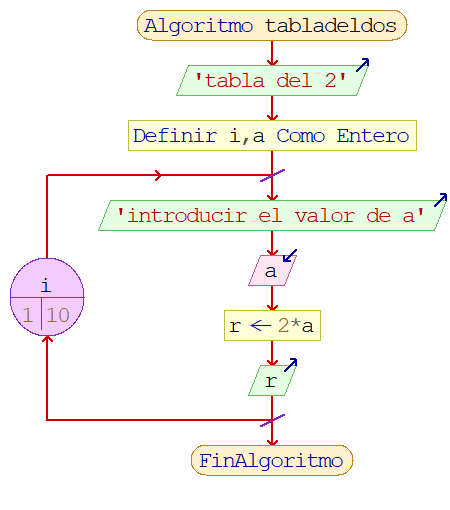 Algoritmo tabladeldos
'tabla del 2'
Definir i,a Como Entero
'introducir el valor de a'
a
i
1 10
r ← 2*a
r
FinAlgoritmo